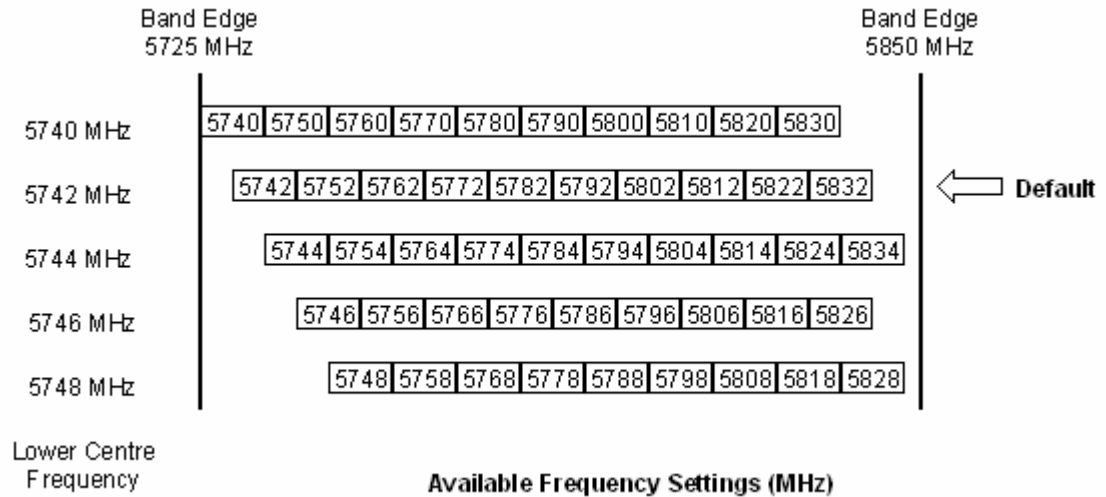 Band Edge
5725 MHz
Band Edge
5850 MHz
5740 MHz
5740 5750 5760 5770 5780 5790 5800 5810 5820 5830
5742 MHz
5742 5752 5762 5772 5782 5792 5802 5812 5822 5832
Default
5744 MHz
5744 5754 5764 5774 5784 5794 5804 5814 5824 5834
5746 MHz
5746 5756 5766 5776 5786 5796 5806 5816 5826
5748 MHz
5748 5758 5768 5778 5788 5798 5808 5818 5828
Lower Centre
Frequency
Available Frequency Settings (MHz)